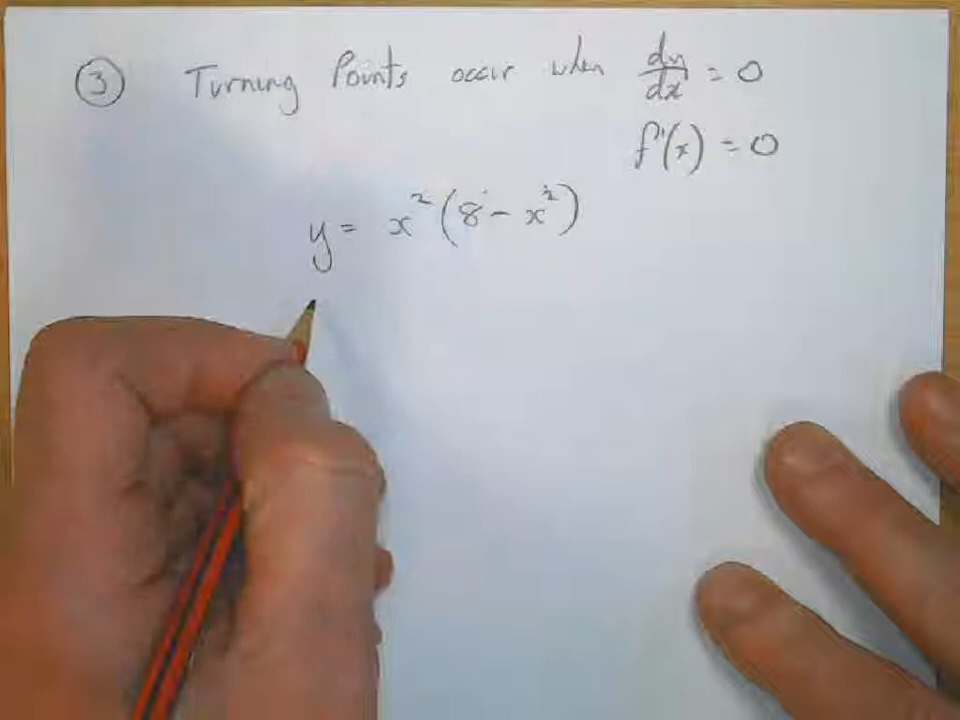 ③ Turning Points occur when dy/dx = 0
f'(x) = 0
y = x²(8 - x²)